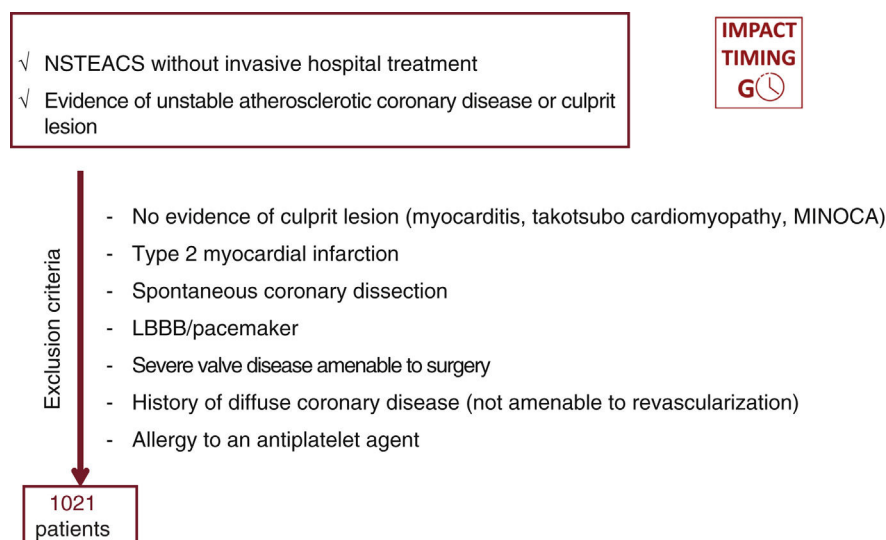 √ NSTEACS without invasive hospital treatment
√ Evidence of unstable atherosclerotic coronary disease or culprit
lesion
IMPACT
TIMING
G
Exclusion criteria
- No evidence of culprit lesion (myocarditis, takotsubo cardiomyopathy, MINOCA)
- Type 2 myocardial infarction
- Spontaneous coronary dissection
- LBBB/pacemaker
- Severe valve disease amenable to surgery
- History of diffuse coronary disease (not amenable to revascularization)
- Allergy to an antiplatelet agent
1021
patients